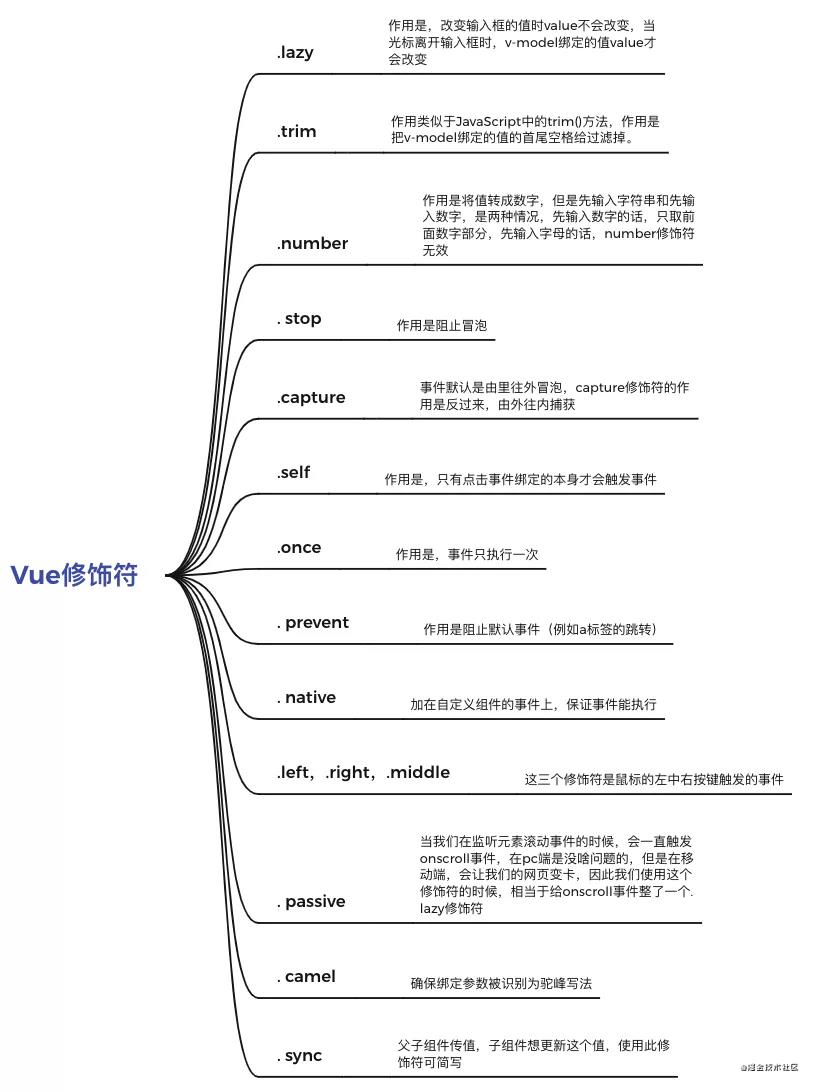 作用是，改变输入框的值时value不会改变，当
光标离开输入框时，v-model绑定的值value才
会改变
.lazy
作用类似于JavaScript中的trim()方法，作用是
把v-model绑定的值的首尾空格给过滤掉。
.trim
作用是将值转成数字，但是先输入字符串和先输
入数字，是两种情况，先输入数字的话，只取前
面数字部分，先输入字母的话，number修饰符
无效
.number
. stop
作用是阻止冒泡
事件默认是由里往外冒泡，capture修饰符的作
用是反过来，由外往内捕获
.capture
.self
作用是，只有点击事件绑定的本身才会触发事件
.once
作用是，事件只执行一次
Vue修饰符
. prevent
作用是阻止默认事件（例如a标签的跳转）
. native
加在自定义组件的事件上，保证事件能执行
.left，.right，.middle
这三个修饰符是鼠标的左中右按键触发的事件
当我们在监听元素滚动事件的时候，会一直触发
onscroll事件，在pc端是没啥问题的，但是在移
动端，会让我们的网页变卡，因此我们使用这个
修饰符的时候，相当于给onscroll事件整了一个.
lazy修饰符
. passive
. camel
确保绑定参数被识别为驼峰写法
父子组件传值，子组件想更新这个值，使用此修
饰符可简写
. sync
@掘金技术社区